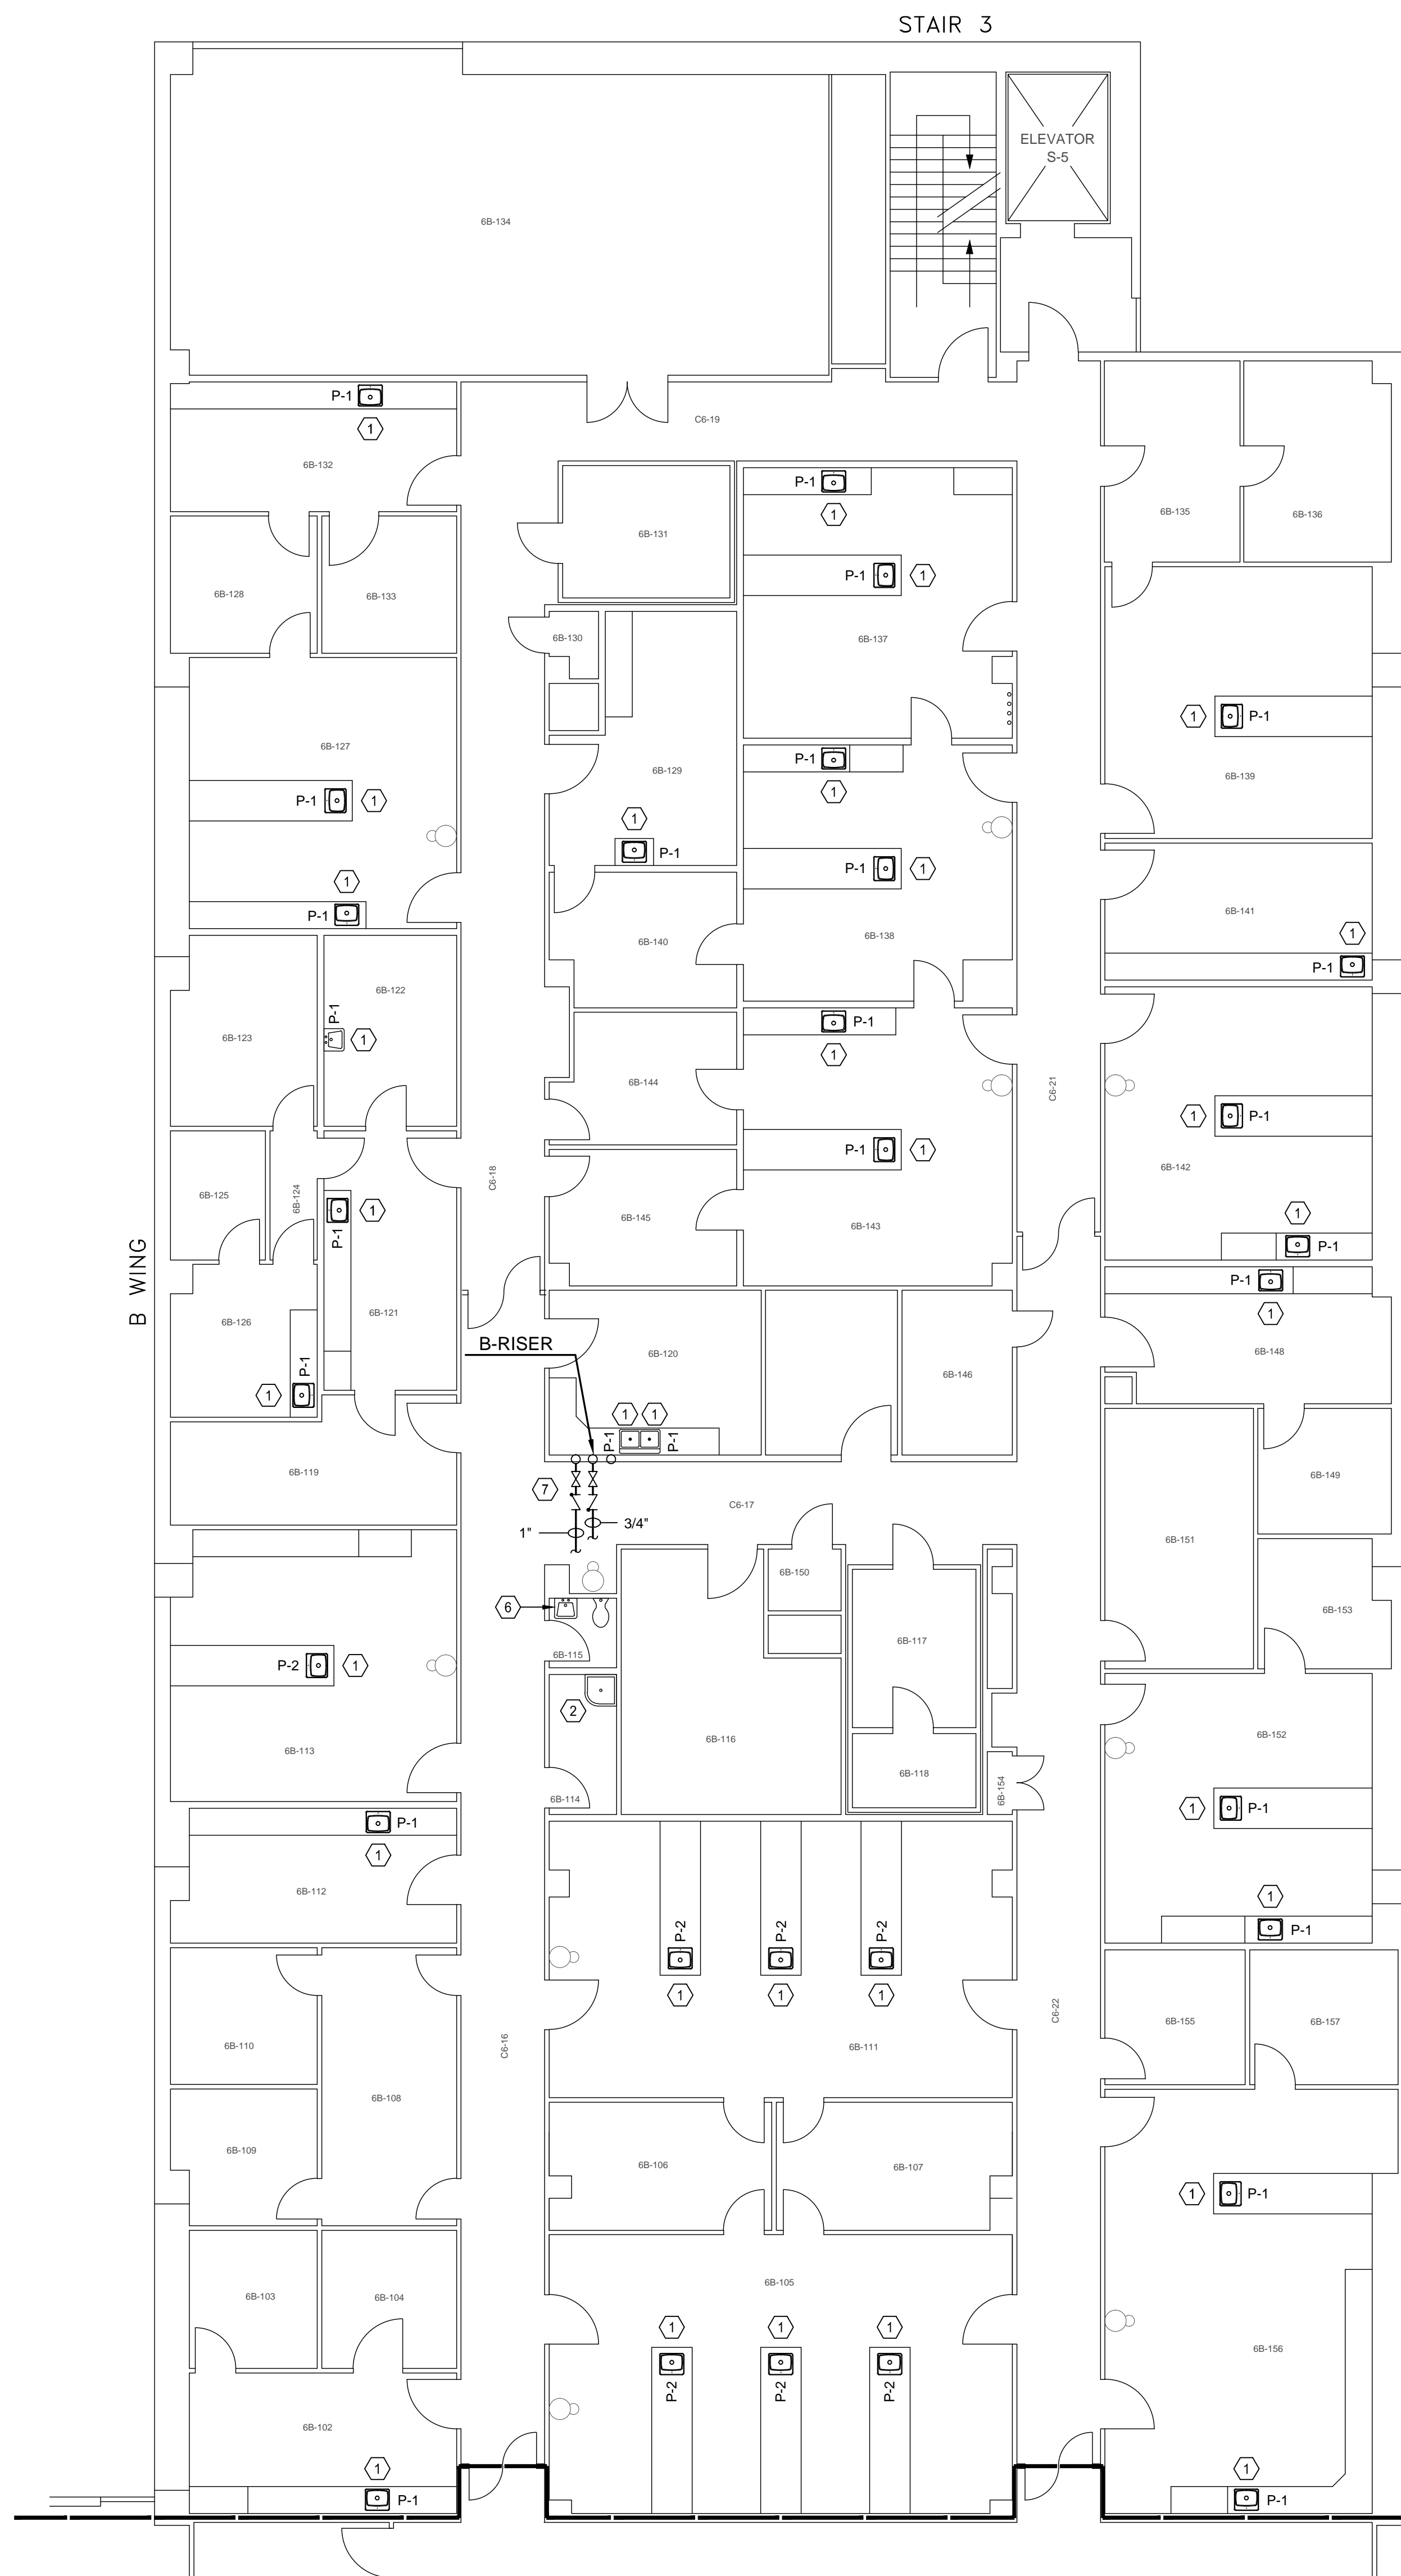 STAIR 3
ELEVATOR
S-5
6B-134
P-1
1
C6-19
6B-132
P-1
1
6B-131
6B-135
6B-136
P-1
1
6B-128
6B-133
6B-130
6B-137
1
P-1
6B-127
6B-129
P-1
1
6B-139
P-1
1
1
P-1
P-1
1
1
P-1
6B-141
6B-140
6B-138
1
P-1
6B-122
P-1
1
6B-123
P-1
1
6B-144
C6-21
1
P-1
P-1
1
6B-142
C6-18
6B-125
6B-124
P-1
1
6B-145
6B-143
1
P-1
B WING
6B-126
6B-121
P-1
1
P-1
1
B-RISER
6B-120
6B-146
6B-148
1
1
P-1
P-1
6B-119
6B-149
7
C6-17
1"
3/4"
6B-151
6B-150
6B-153
6
6B-115
6B-117
P-2
1
2
6B-113
6B-116
6B-152
6B-118
6B-154
6B-114
1
P-1
P-1
1
6B-112
1
P-1
P-2
P-2
P-2
1
1
1
C6-16
C6-22
6B-155
6B-157
6B-110
6B-111
6B-108
6B-109
6B-106
6B-107
1
P-1
6B-103
6B-104
6B-105
1
1
1
P-2
P-2
P-2
6B-156
6B-102
1
P-1
1
P-1